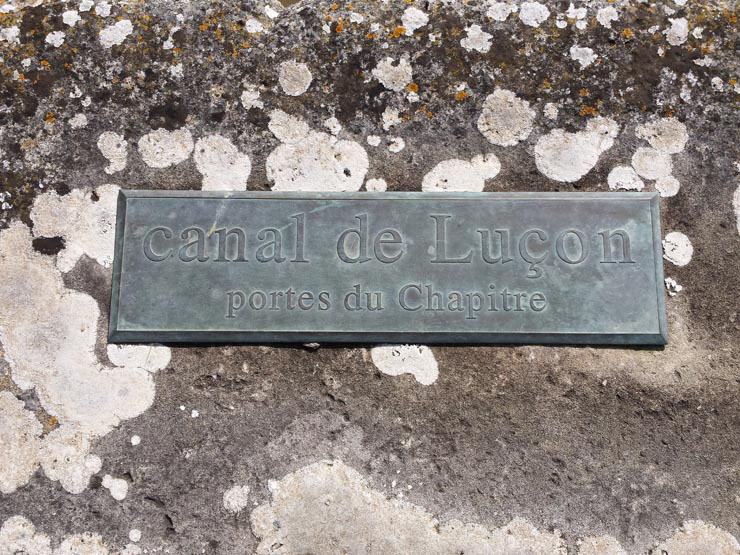 canal de Luçon
portes du Chapitre